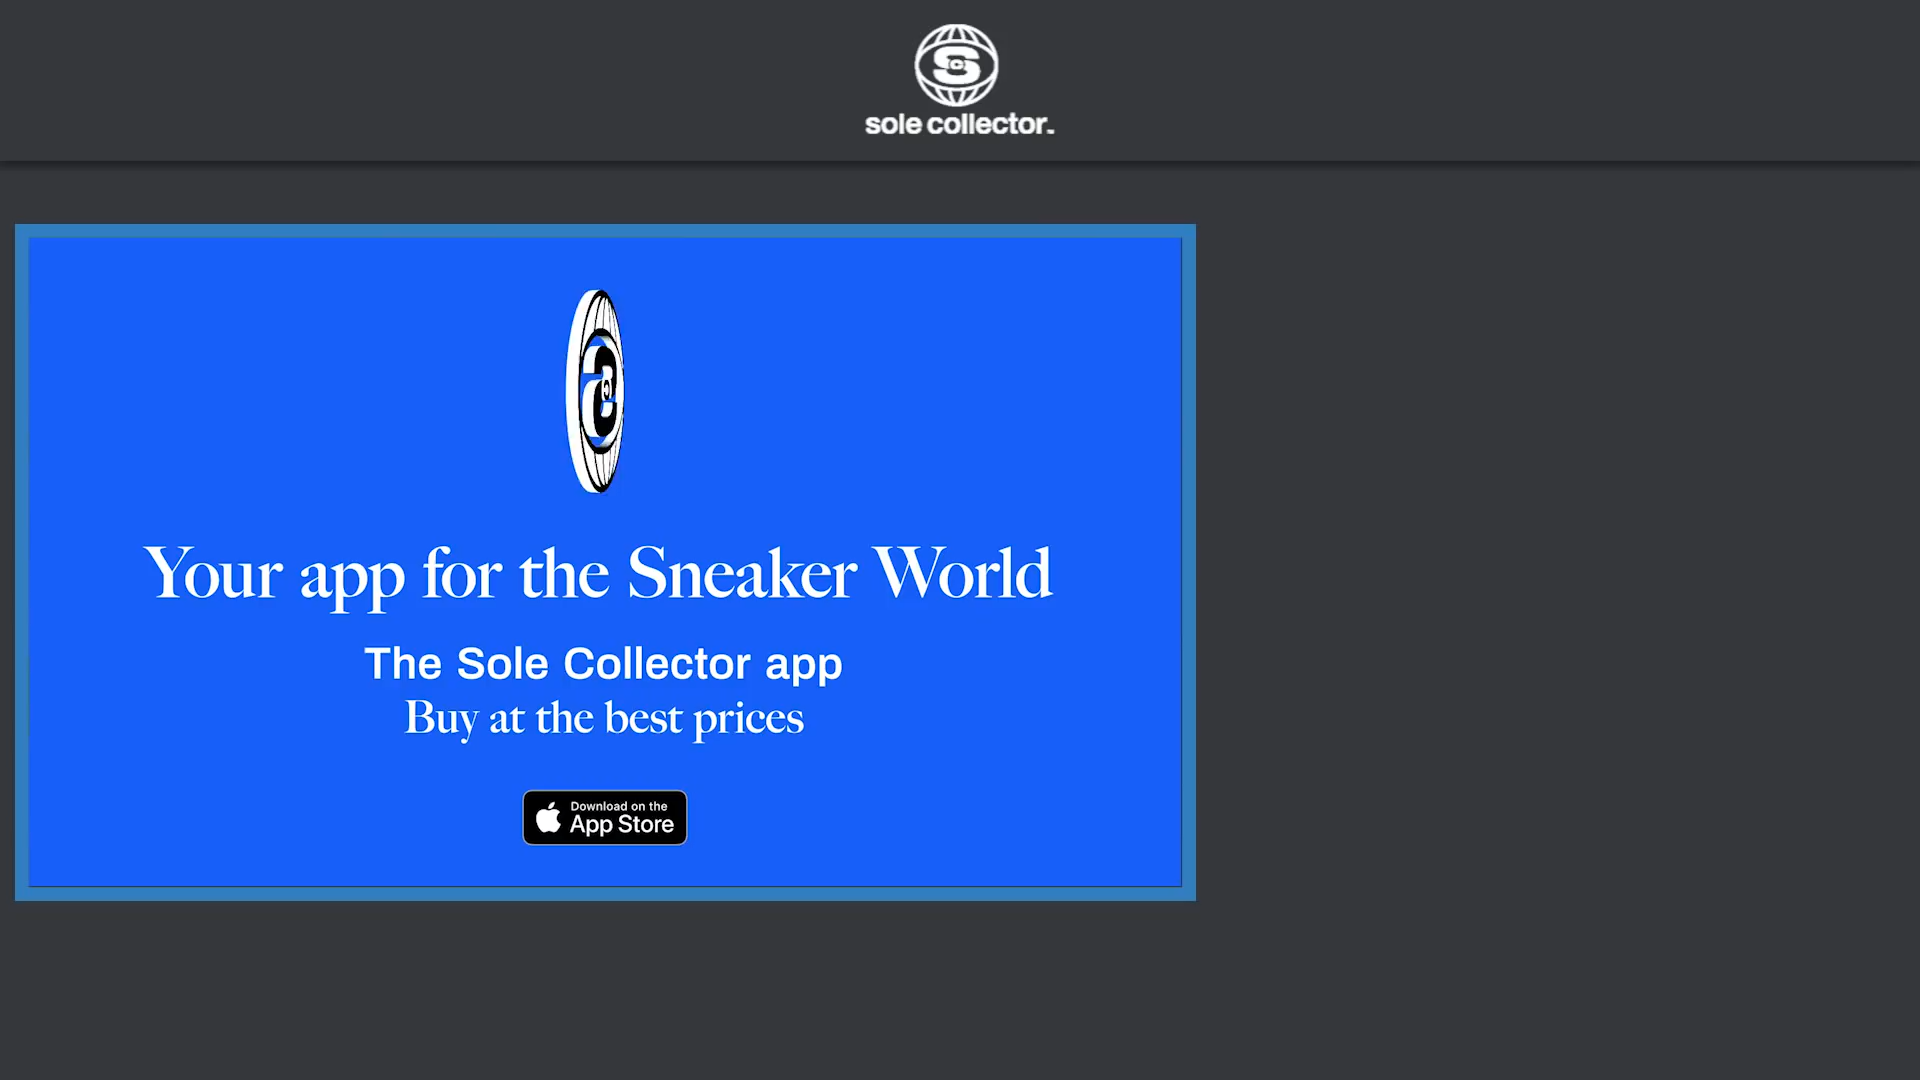 sole collector.
Your app for the Sneaker World
The Sole Collector app
Buy at the best prices
Download on the
App Store